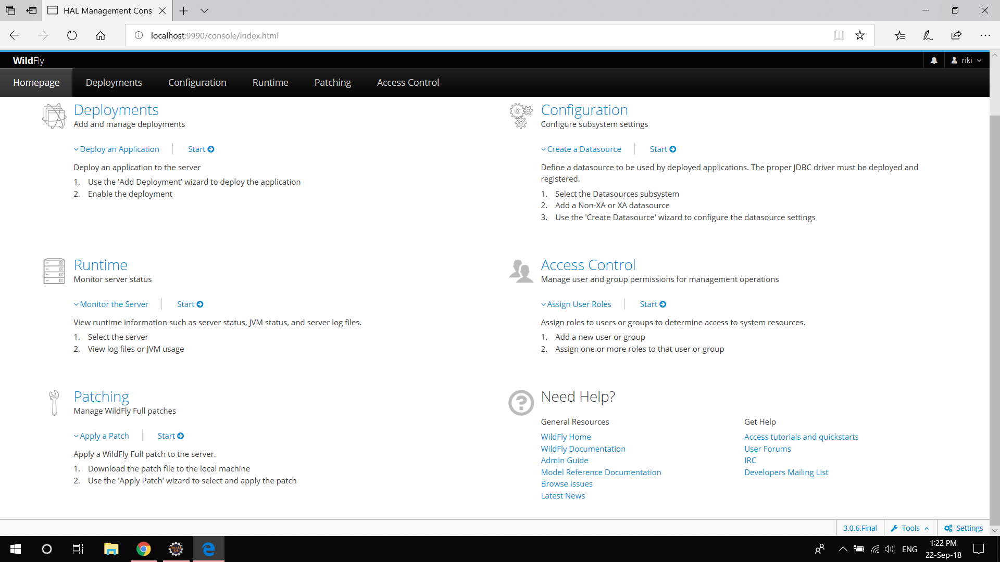 HAL Management Cons
localhost:9990/console/index.html
WildFly
riki
Homepage
Deployments
Configuration
Runtime
Patching
Access Control
Deployments
Add and manage deployments
Deploy an Application
Start
Deploy an application to the server
1. Use the 'Add Deployment' wizard to deploy the application
2. Enable the deployment
Configuration
Configure subsystem settings
Create a Datasource
Start
Define a datasource to be used by deployed applications. The proper JDBC driver must be deployed and
registered.
1. Select the Datasources subsystem
2. Add a Non-XA or XA datasource
3. Use the 'Create Datasource' wizard to configure the datasource settings
Runtime
Monitor server status
Monitor the Server
Start
View runtime information such as server status, JVM status, and server log files.
1. Select the server
2. View log files or JVM usage
Access Control
Manage user and group permissions for management operations
Assign User Roles
Start
Assign roles to users or groups to determine access to system resources.
1. Add a new user or group
2. Assign one or more roles to that user or group
Patching
Manage WildFly Full patches
Apply a Patch
Start
Apply a WildFly Full patch to the server.
1. Download the patch file to the local machine
2. Use the 'Apply Patch' wizard to select and apply the patch
Need Help?
General Resources
WildFly Home
WildFly Documentation
Admin Guide
Model Reference Documentation
Browse Issues
Latest News
Get Help
Access tutorials and quickstarts
User Forums
IRC
Developers Mailing List
3.0.6.Final
Tools
Settings
ENG
1:22 PM
22-Sep-18